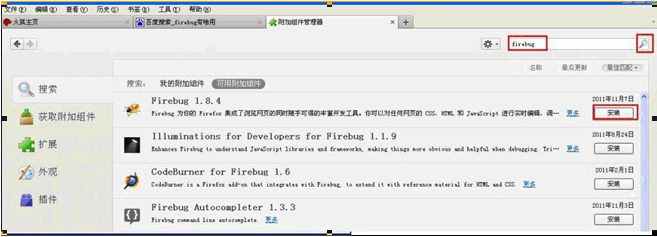 文件(F) 编辑(E) 查看(V) 历史(S) 书签(B) 工具(T) 帮助(H)
火狐主页 百度搜索_firebug有啥用 附加组件管理器
firebug
名称 最后更新 最佳匹配
搜索 搜索: 我的附加组件 可用附加组件
获取附加组件
扩展
外观
插件
Firebug 1.8.4 2011年11月7日
Firebug 为你的 Firefox 集成了浏览网页的同时随手可得的丰富开发工具。你可以对任何网页的 CSS、HTML 和 JavaScript 进行实时编辑、调… 更多 安装
Illuminations for Developers for Firebug 1.1.9 2011年8月24日
Enhances Firebug to understand JavaScript libraries and frameworks, making things more obvious and helpful when debugging. Tri… 更多 安装
CodeBurner for Firebug 1.6 2011年2月1日
CodeBurner is a Firefox add-on that integrates with Firebug, to extend it with reference material for HTML and CSS. 更多 安装
Firebug Autocompleter 1.3.3 2011年11月3日
Firebug command line autocomplete 更多 安装